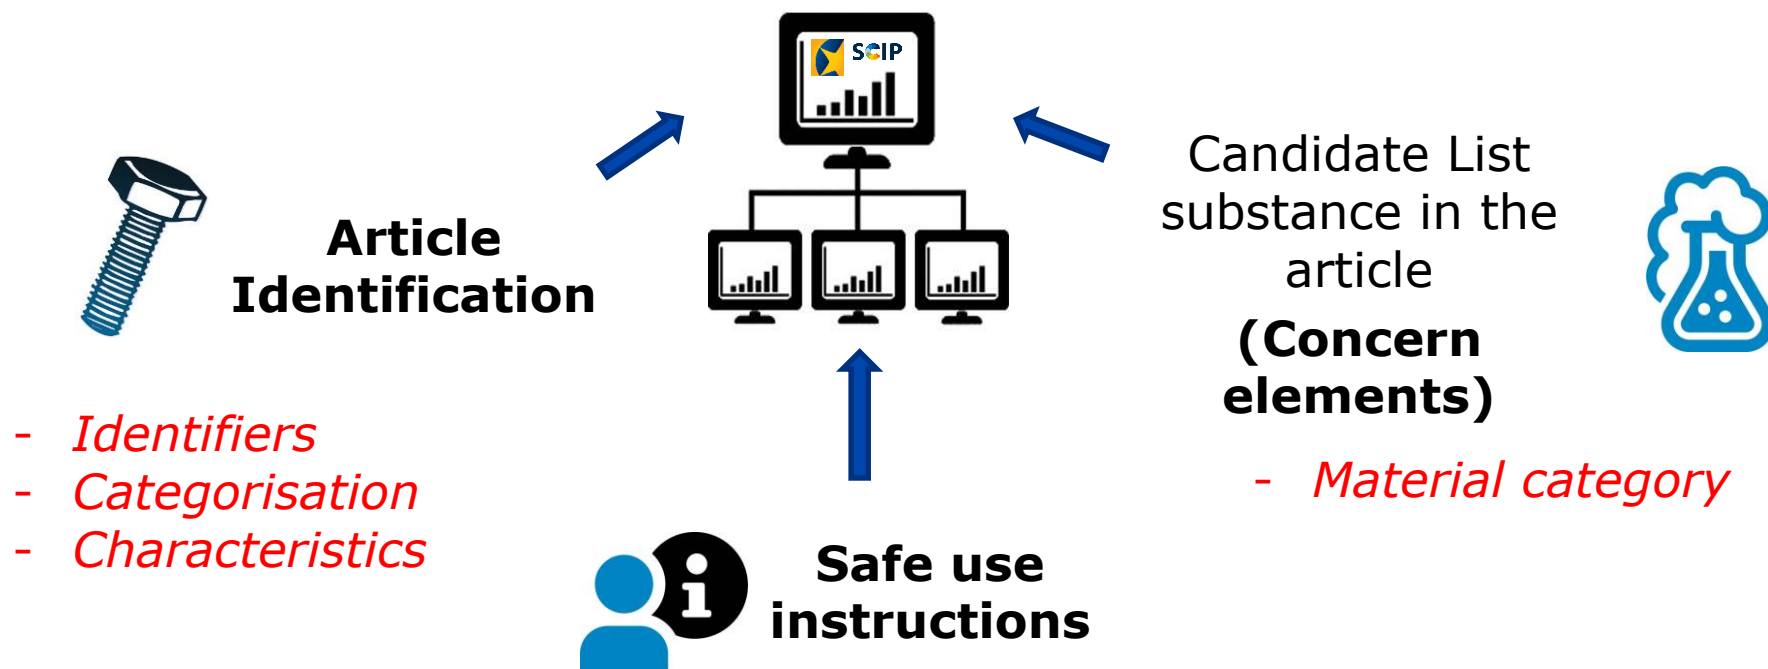 SCIP
Article
Identification
- Identifiers
- Categorisation
- Characteristics
Candidate List
substance in the
article
(Concern
elements)
- Material category
i
Safe use
instructions